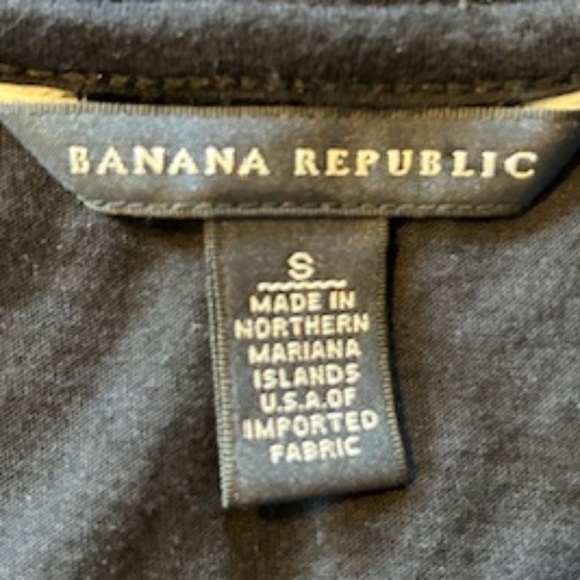 BANANA REPUBLIC
S
MADE IN
NORTHERN
MARIANA
ISLANDS
U.S.A.OF
IMPORTED
FABRIC